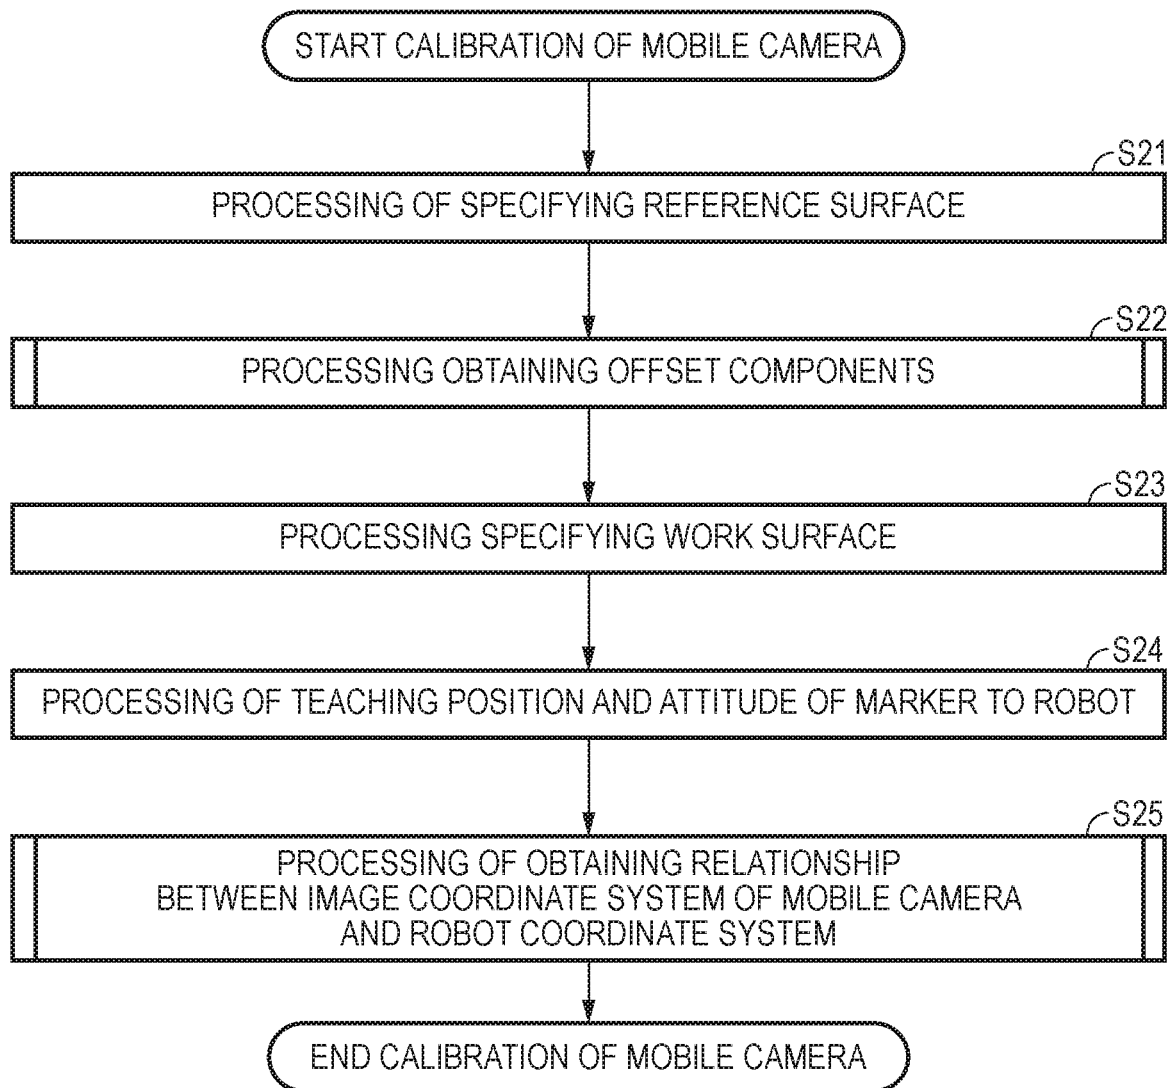 START CALIBRATION OF MOBILE CAMERA
S21
PROCESSING OF SPECIFYING REFERENCE SURFACE
S22
PROCESSING OBTAINING OFFSET COMPONENTS
S23
PROCESSING SPECIFYING WORK SURFACE
S24
PROCESSING OF TEACHING POSITION AND ATTITUDE OF MARKER TO ROBOT
S25
PROCESSING OF OBTAINING RELATIONSHIP
BETWEEN IMAGE COORDINATE SYSTEM OF MOBILE CAMERA
AND ROBOT COORDINATE SYSTEM
END CALIBRATION OF MOBILE CAMERA